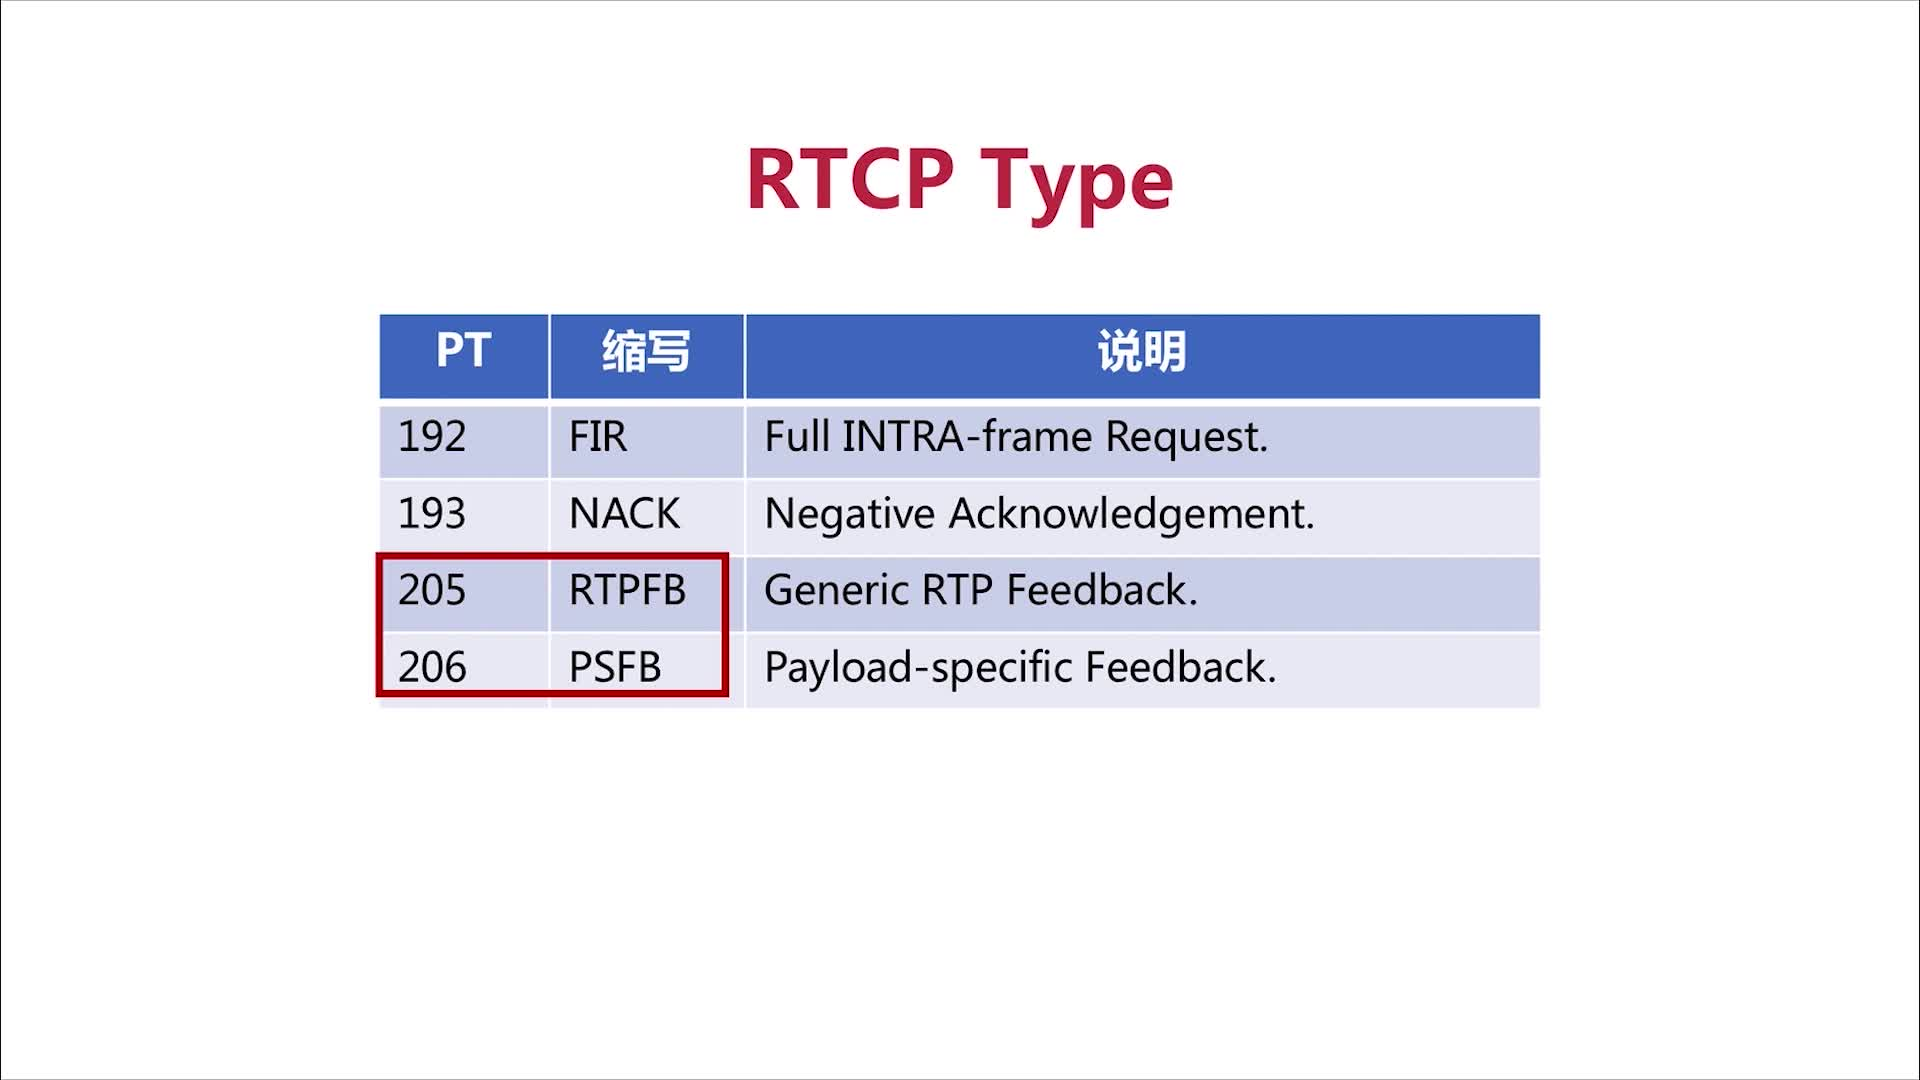 RTCP Type
PT 缩写 说明
192 FIR Full INTRA-frame Request.
193 NACK Negative Acknowledgement.
205 RTPFB Generic RTP Feedback.
206 PSFB Payload-specific Feedback.